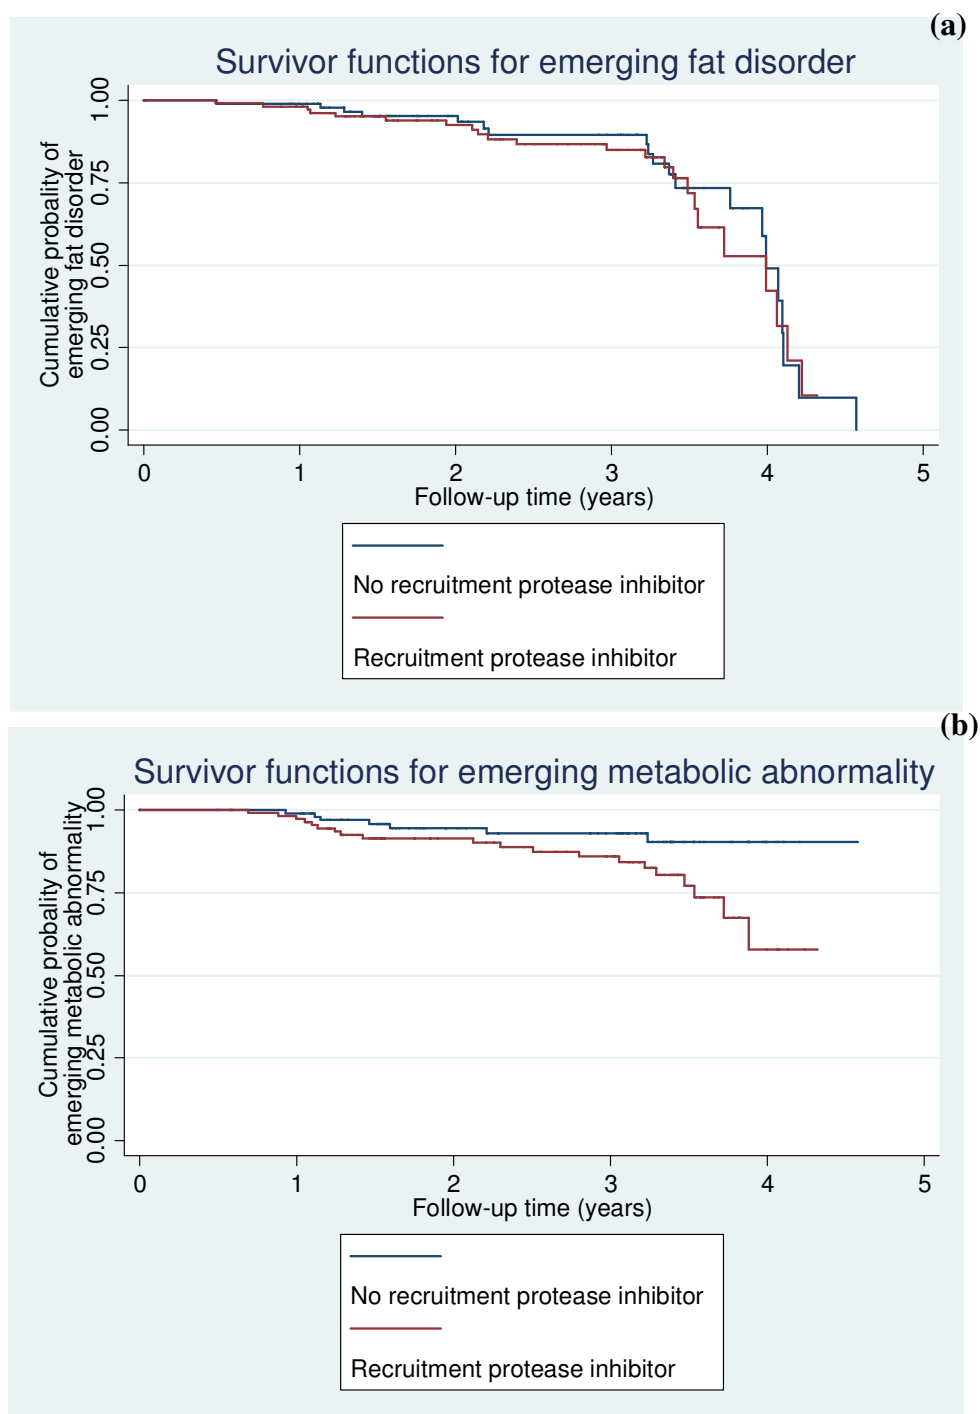 (a)
Survivor functions for emerging fat disorder
Cumulative probality of
emerging fat disorder
1.00
0.75
0.50
0.25
0.00
0 1 2 3 4 5
Follow-up time (years)
No recruitment protease inhibitor
Recruitment protease inhibitor
(b)
Survivor functions for emerging metabolic abnormality
Cumulative probality of
emerging metabolic abnormality
1.00
0.75
0.50
0.25
0.00
0 1 2 3 4 5
Follow-up time (years)
No recruitment protease inhibitor
Recruitment protease inhibitor